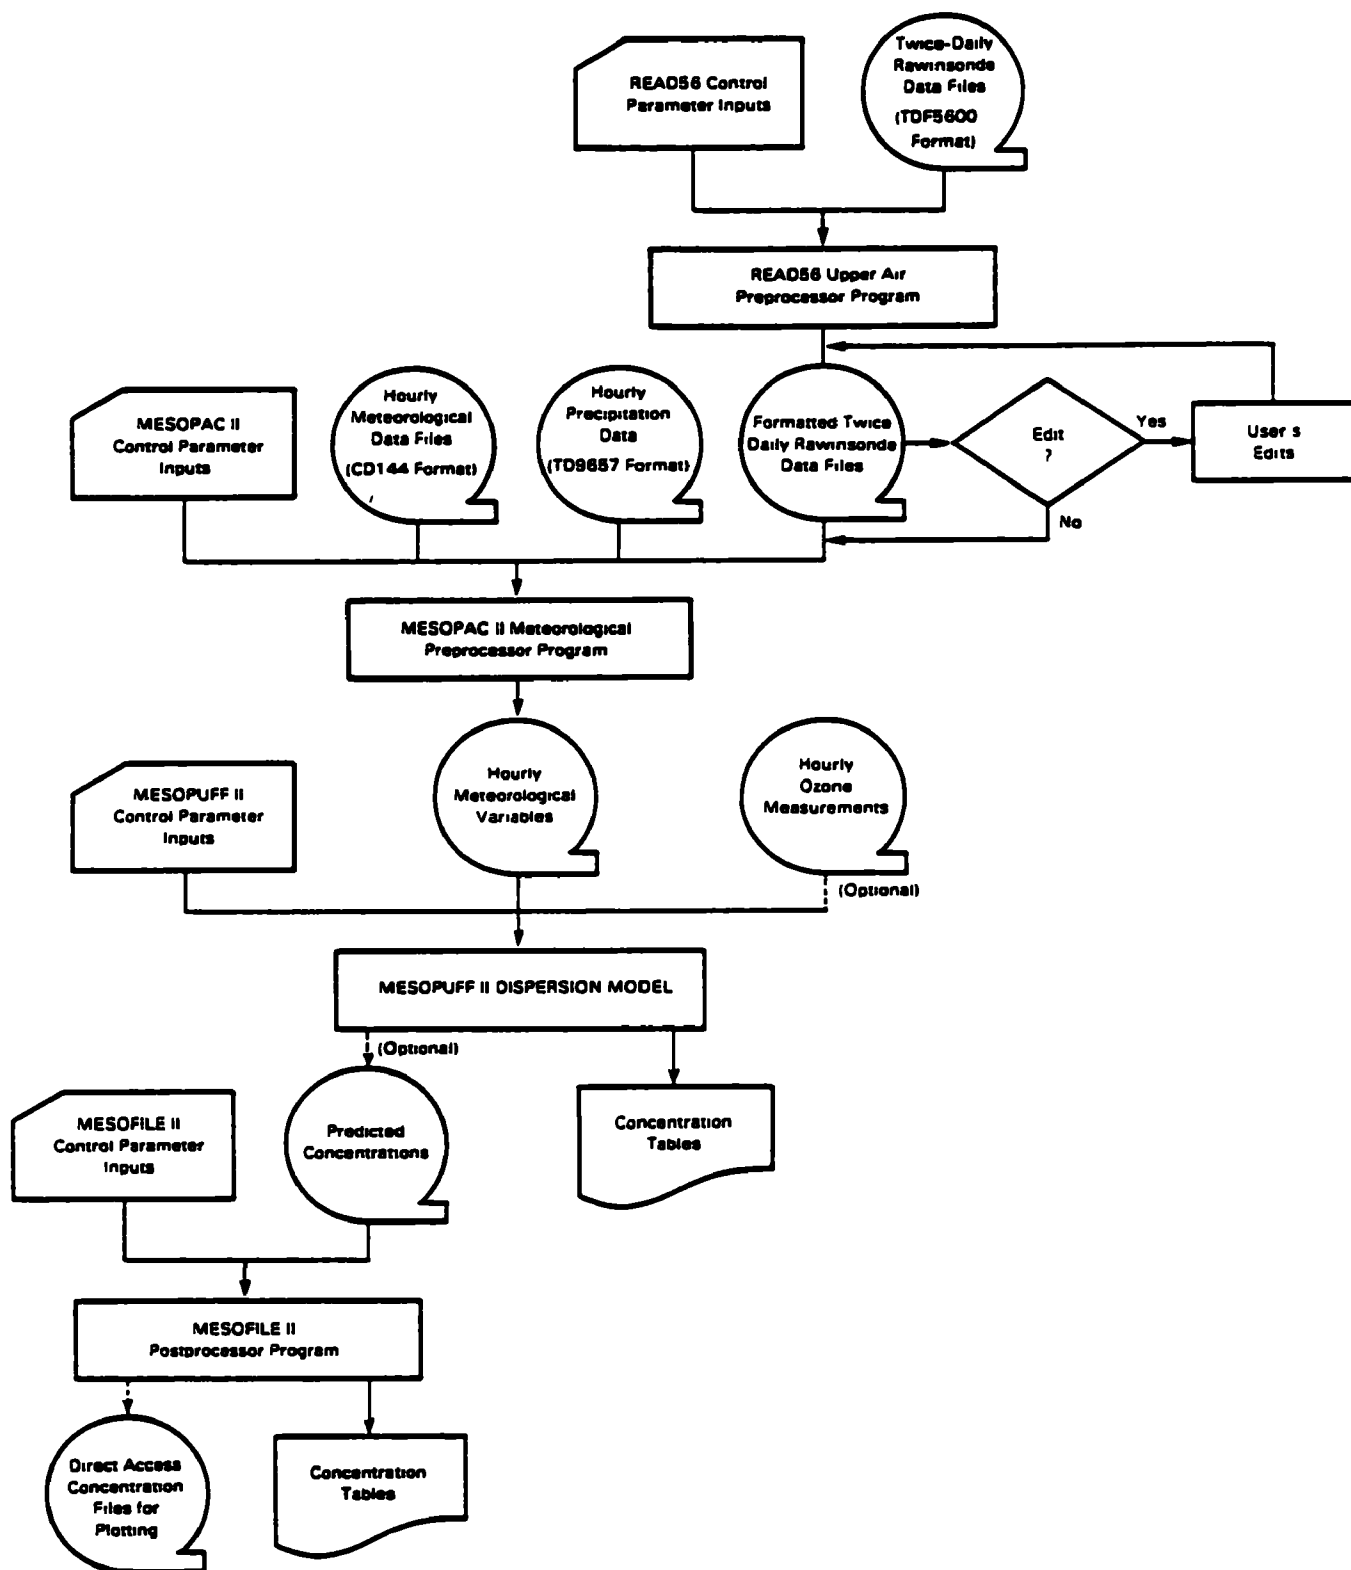 READ56 Control
Parameter Inputs
Twice-Daily
Rawinsonde
Data Files
(TDF5600
Format)
READ56 Upper Air
Preprocessor Program
MESOPAC II
Control Parameter
Inputs
Hourly
Meteorological
Data Files
(CD144 Format)
Hourly
Precipitation
Data
(TD9657 Format)
Formatted Twice
Daily Rawinsonde
Data Files
Edit
?
Yes
No
User s
Edits
MESOPAC II Meteorological
Preprocessor Program
MESOPUFF II
Control Parameter
Inputs
Hourly
Meteorological
Variables
Hourly
Ozone
Measurements
(Optional)
MESOPUFF II DISPERSION MODEL
(Optional)
MESOFILE II
Control Parameter
Inputs
Predicted
Concentrations
Concentration
Tables
MESOFILE II
Postprocessor Program
Direct Access
Concentration
Files for
Plotting
Concentration
Tables